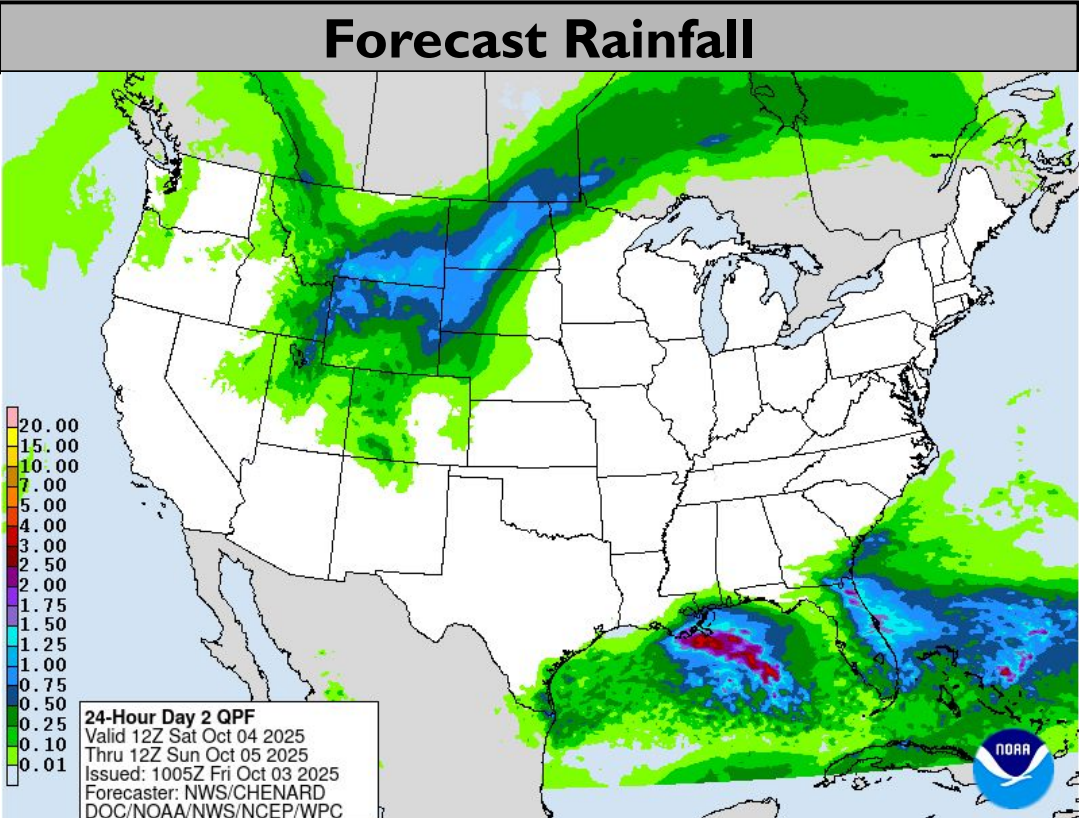 Forecast Rainfall
20.00
15.00
10.00
7.00
5.00
4.00
3.00
2.50
2.00
1.75
1.50
1.25
1.00
0.75
0.50
0.25
0.10
0.01
24-Hour Day 2 QPF
Valid 12Z Sat Oct 04 2025
Thru 12Z Sun Oct 05 2025
Issued: 1005Z Fri Oct 03 2025
Forecaster: NWS/CHENARD
DOC/NOAA/NWS/NCEP/WPC
NOAA